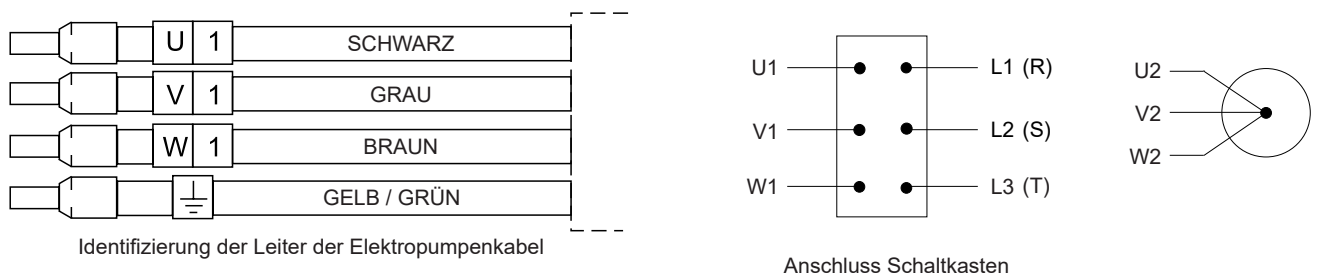 U 1 SCHWARZ
V 1 GRAU
W 1 BRAUN
GELB / GRÜN
Identifizierung der Leiter der Elektropumpenkabel
U1 L1 (R)
V1 L2 (S)
W1 L3 (T)
Anschluss Schaltkasten
U2
V2
W2